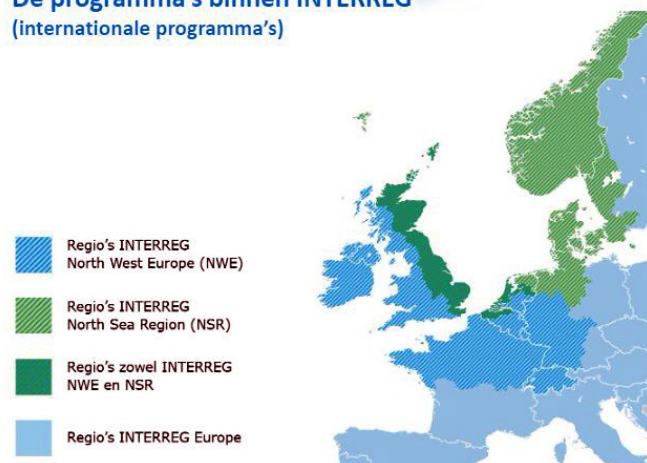 De programma's binnen INTERREG
(internationale programma's)
Regio's INTERREG
North West Europe (NWE)
Regio's INTERREG
North Sea Region (NSR)
Regio's zowel INTERREG
NWE en NSR
Regio's INTERREG Europe